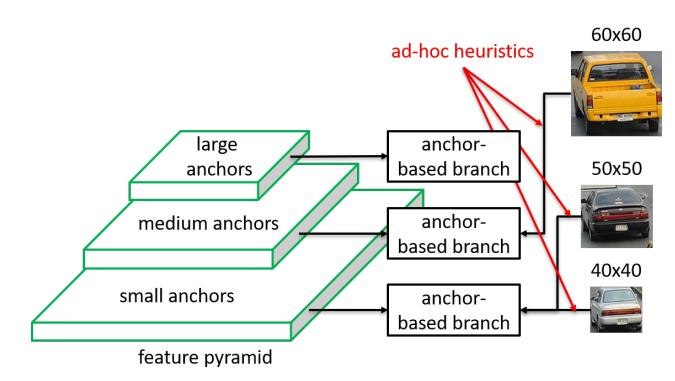 60x60
ad-hoc heuristics
large
anchors
anchor-
based branch
50x50
medium anchors
anchor-
based branch
40x40
small anchors
anchor-
based branch
feature pyramid